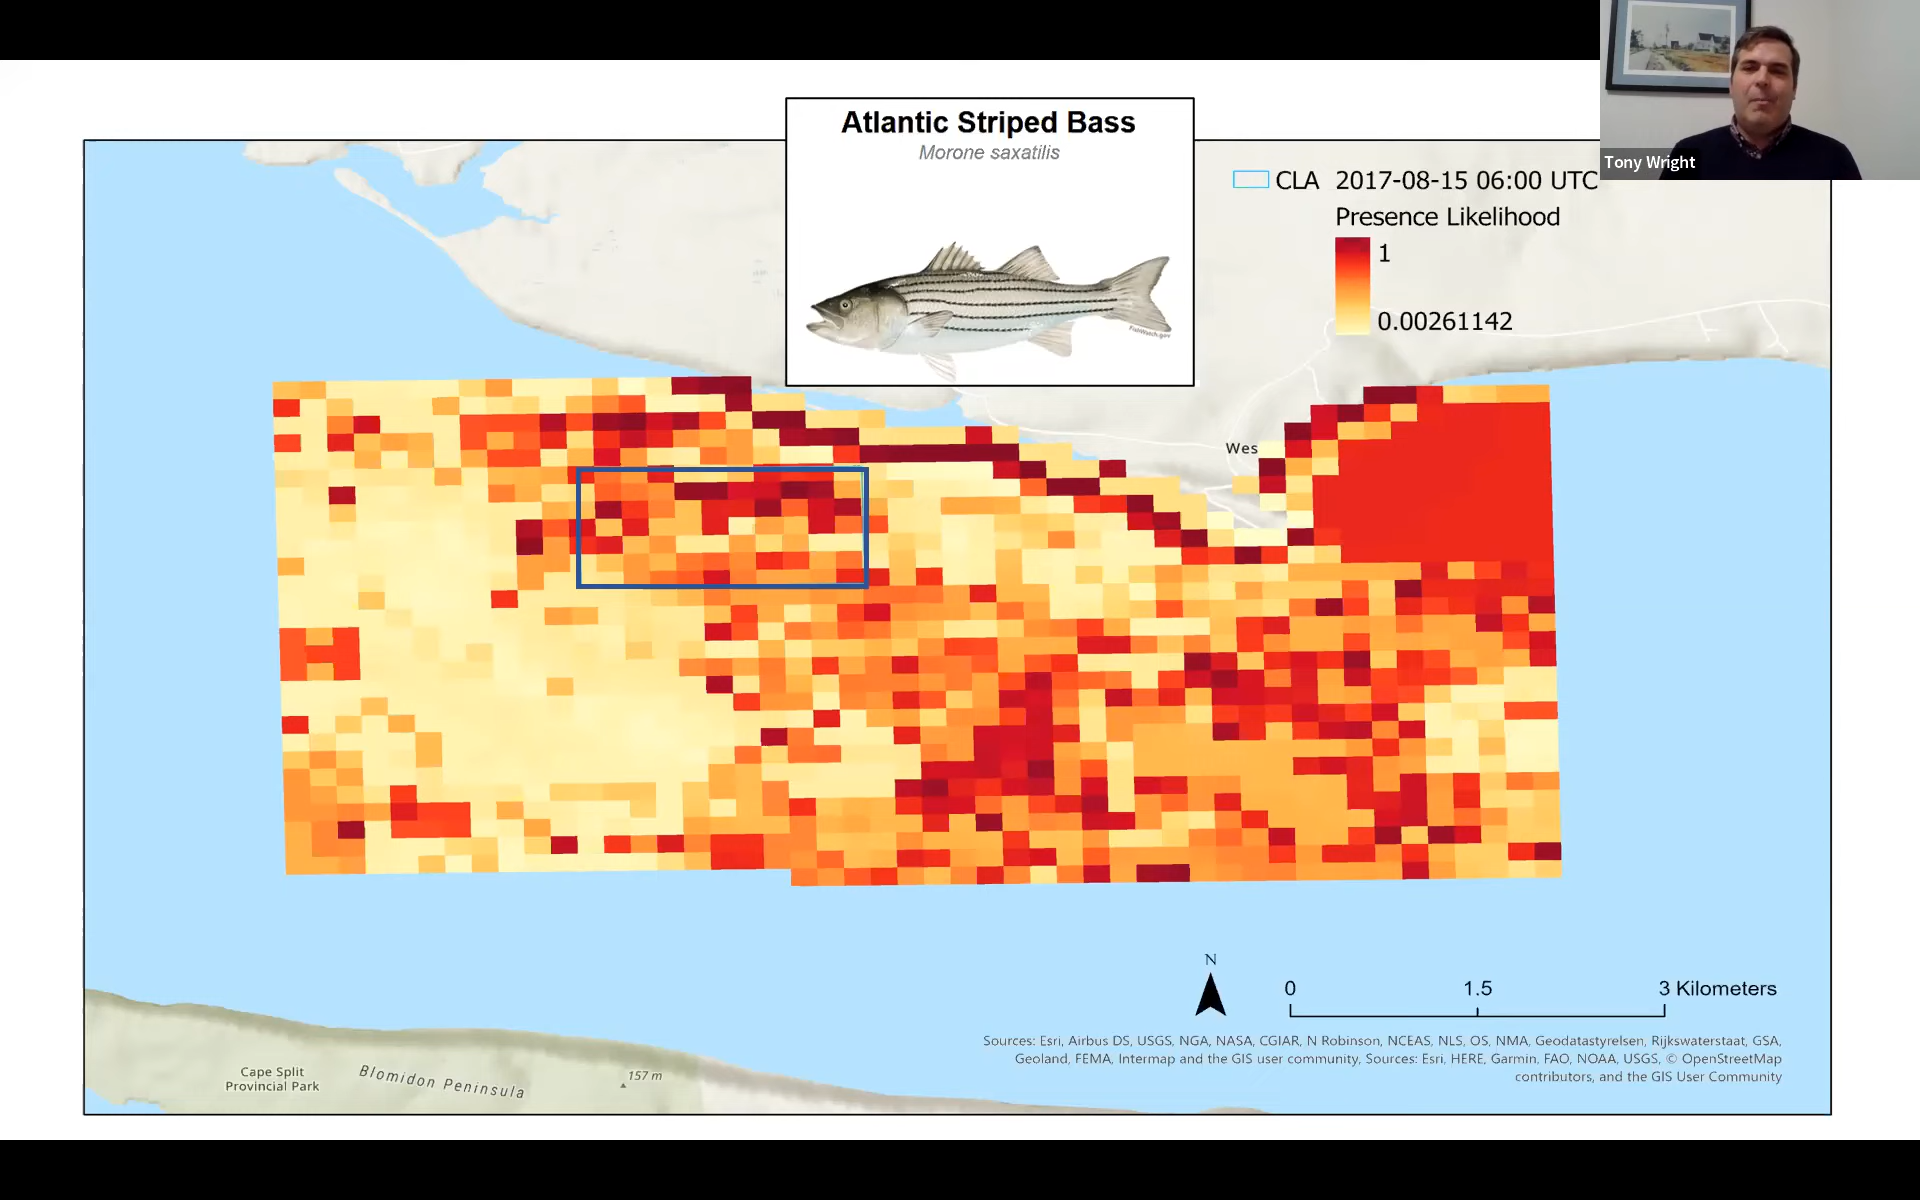 Atlantic Striped Bass
Morone saxatilis
FishWatch.gov
Tony Wright
CLA 2017-08-15 06:00 UTC
Presence Likelihood
1
0.00261142
Wes
N
0 1.5 3 Kilometers
Sources: Esri, Airbus DS, USGS, NGA, NASA, CGIAR, N Robinson, NCEAS, NLS, OS, NMA, Geodatastyrelsen, Rijkswaterstaat, GSA,
Geoland, FEMA, Intermap and the GIS user community, Sources: Esri, HERE, Garmin, FAO, NOAA, USGS, © OpenStreetMap
contributors, and the GIS User Community
Cape Split
Provincial Park
Blomidon Peninsula
157 m